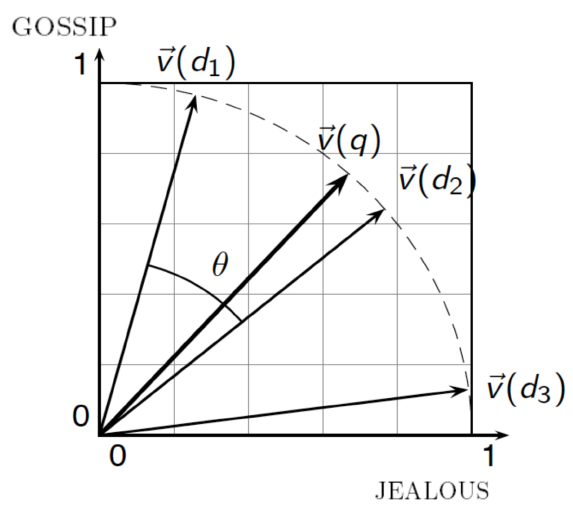 GOSSIP
1
v⃗(d₁)
v⃗(q)
v⃗(d₂)
θ
v⃗(d₃)
0
0
1
JEALOUS